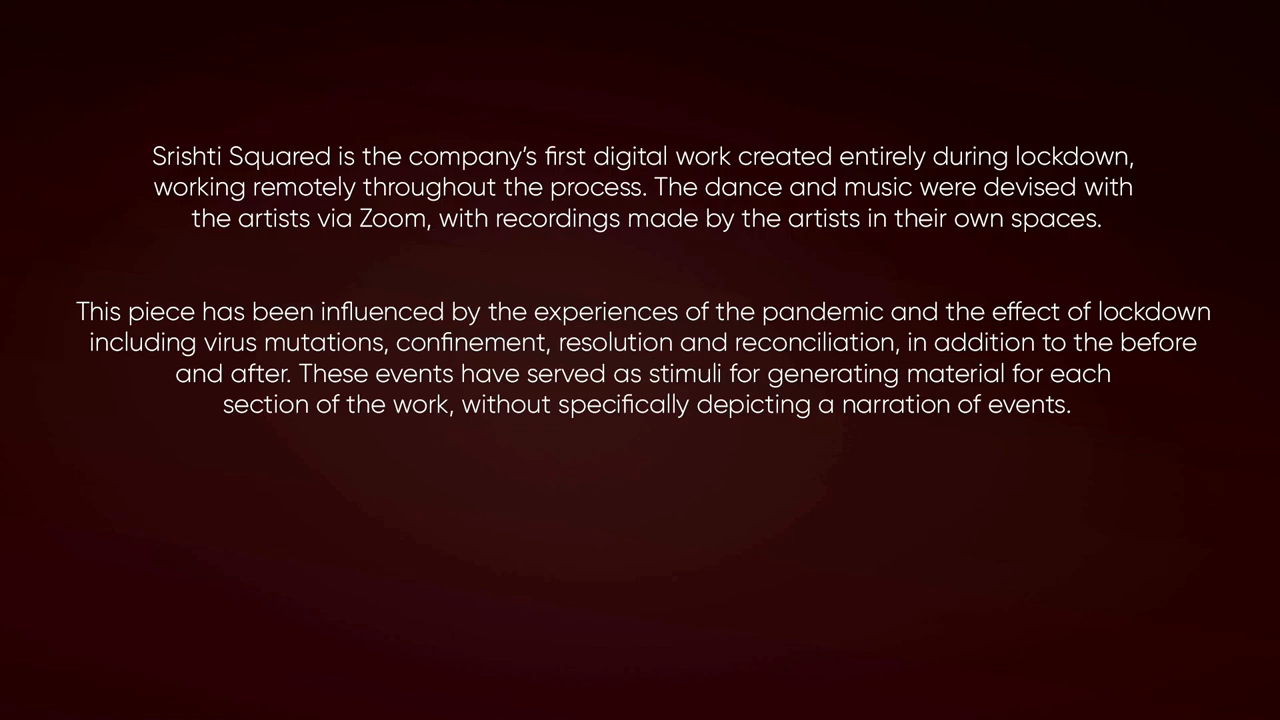 Srishti Squared is the company’s first digital work created entirely during lockdown,
working remotely throughout the process. The dance and music were devised with
the artists via Zoom, with recordings made by the artists in their own spaces.
This piece has been influenced by the experiences of the pandemic and the effect of lockdown
including virus mutations, confinement, resolution and reconciliation, in addition to the before
and after. These events have served as stimuli for generating material for each
section of the work, without specifically depicting a narration of events.